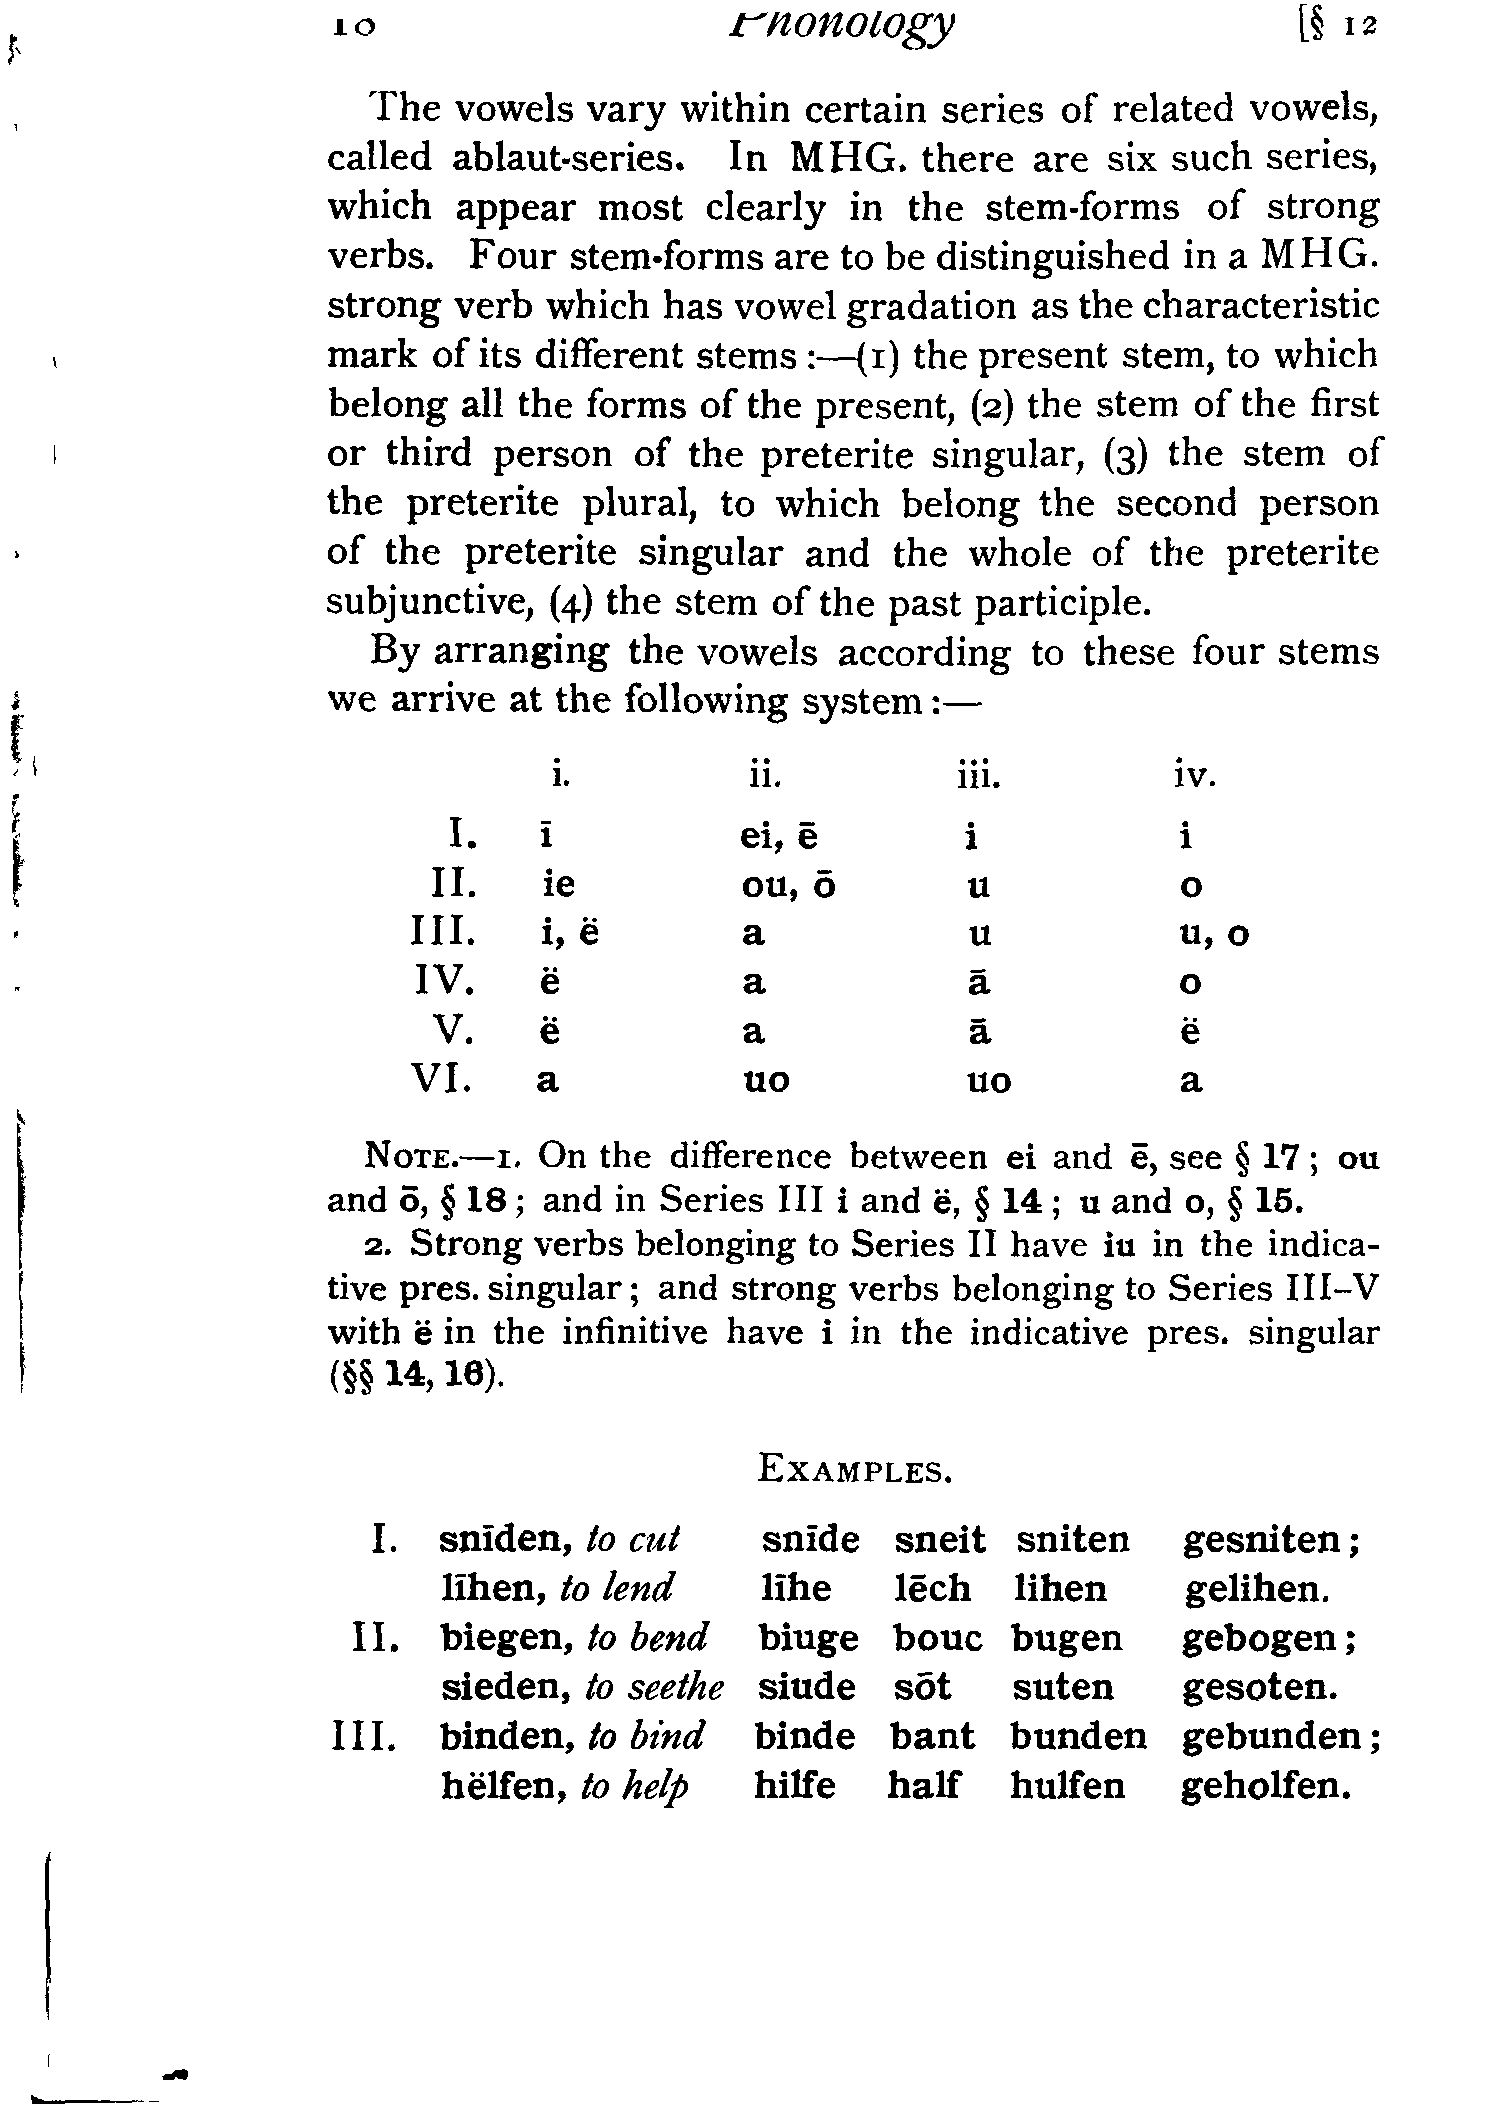 10 Phonology [§ 12
The vowels vary within certain series of related vowels,
called ablaut-series. In MHG. there are six such series,
which appear most clearly in the stem-forms of strong
verbs. Four stem-forms are to be distinguished in a MHG.
strong verb which has vowel gradation as the characteristic
mark of its different stems :—(1) the present stem, to which
belong all the forms of the present, (2) the stem of the first
or third person of the preterite singular, (3) the stem of
the preterite plural, to which belong the second person
of the preterite singular and the whole of the preterite
subjunctive, (4) the stem of the past participle.
By arranging the vowels according to these four stems
we arrive at the following system :—
i. ii. iii. iv.
I. ī ei, ē i i
II. ie ou, ō u o
III. i, ë a u u, o
IV. ë a ā o
V. ë a ā ë
VI. a uo uo a
NOTE.—1. On the difference between ei and ē, see § 17 ; ou
and ō, § 18 ; and in Series III i and ë, § 14 ; u and o, § 15.
2. Strong verbs belonging to Series II have iu in the indica-
tive pres. singular ; and strong verbs belonging to Series III–V
with ë in the infinitive have i in the indicative pres. singular
(§§ 14, 16).
EXAMPLES.
I. snīden, to cut snīde sneit sniten gesniten ;
līhen, to lend līhe lēch lihen gelihen.
II. biegen, to bend biuge bouc bugen gebogen ;
sieden, to seethe siude sōt suten gesoten.
III. binden, to bind binde bant bunden gebunden ;
hëlfen, to help hilfe half hulfen geholfen.